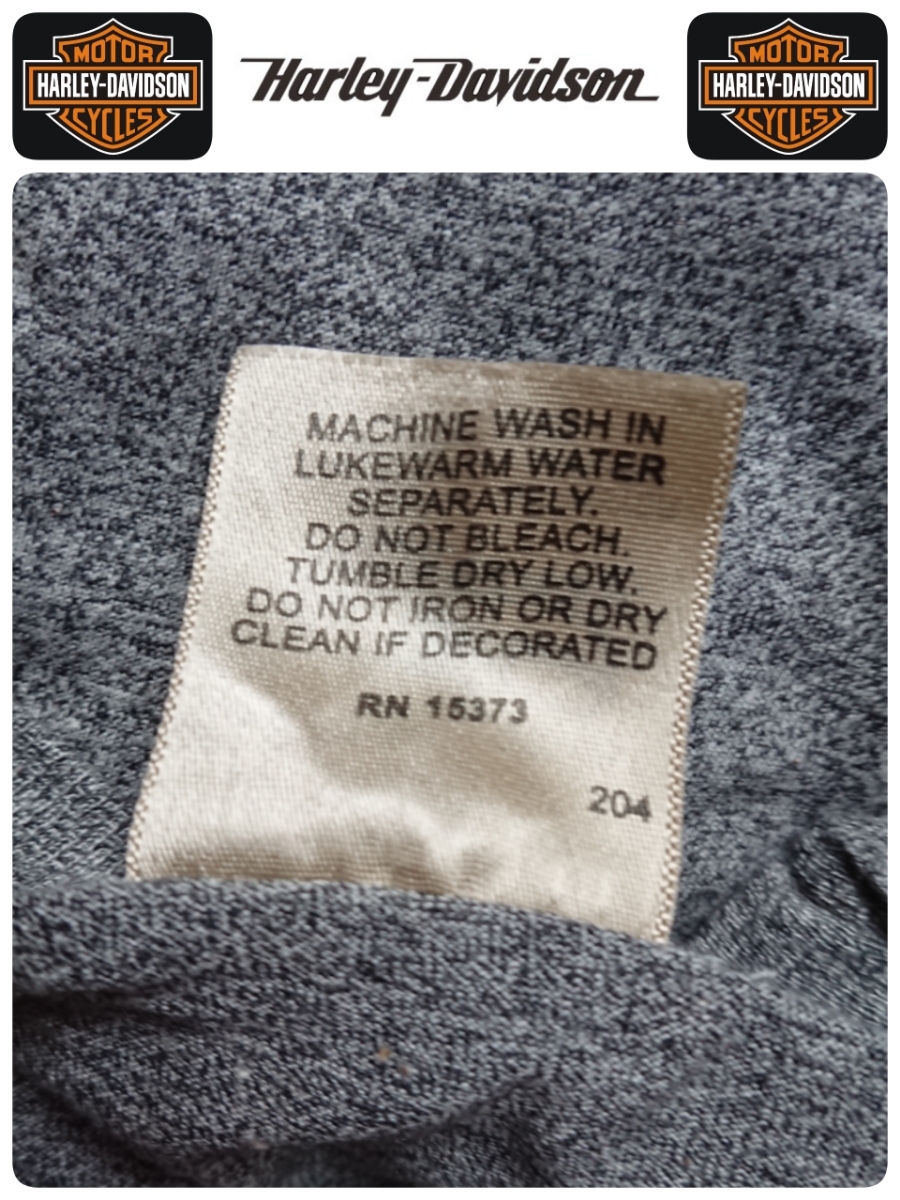 MOTOR
HARLEY-DAVIDSON
CYCLES
Harley-Davidson
MOTOR
HARLEY-DAVIDSON
CYCLES
MACHINE WASH IN
LUKEWARM WATER
SEPARATELY.
DO NOT BLEACH.
TUMBLE DRY LOW.
DO NOT IRON OR DRY
CLEAN IF DECORATED
RN 15373
204